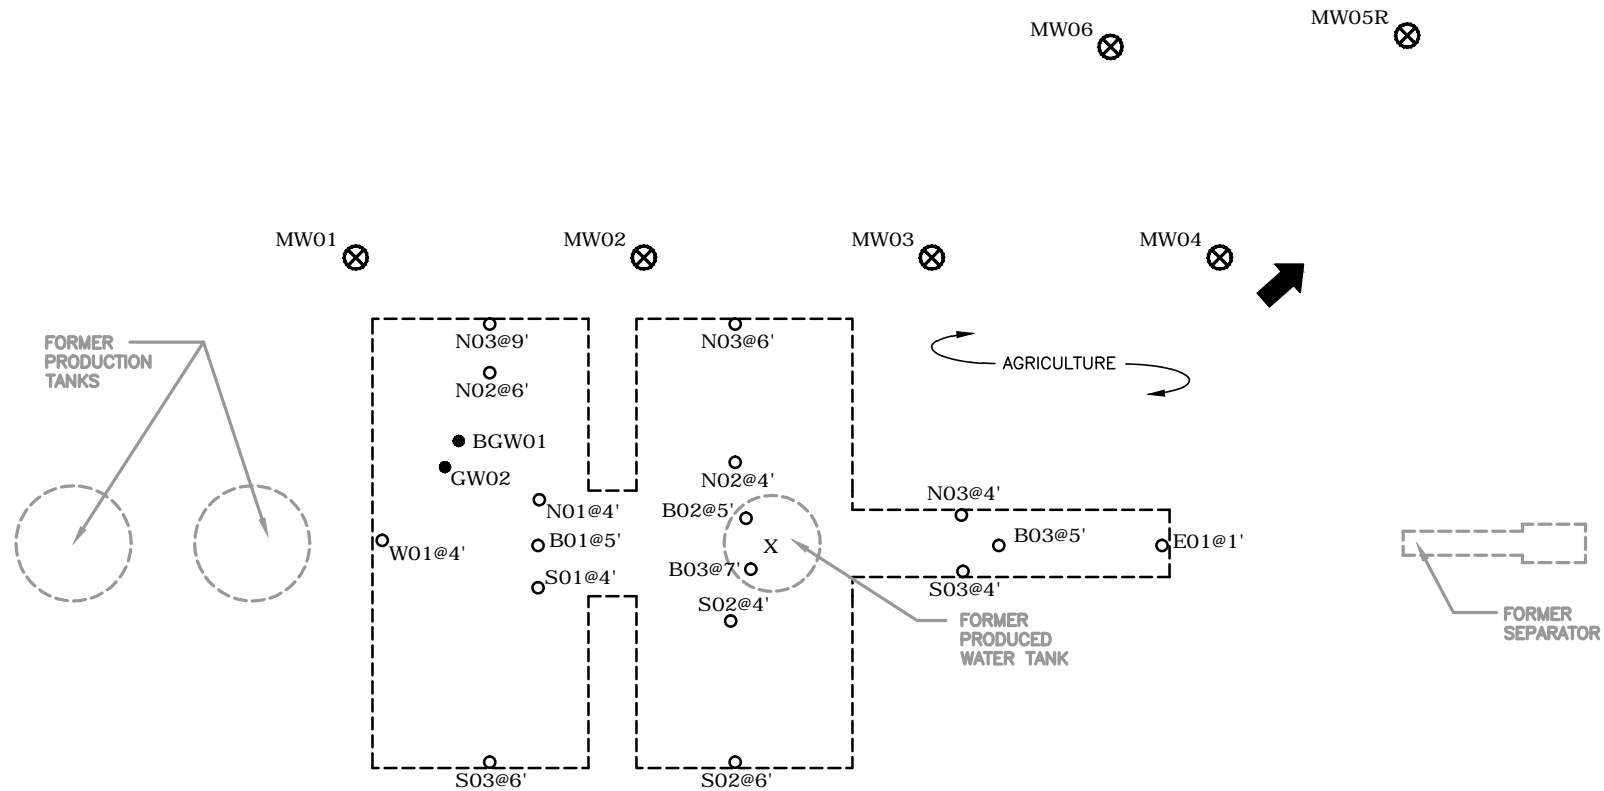 MW05R
MW06
MW01
MW02
MW03
MW04
FORMER
PRODUCTION
TANKS
N03@9'
N03@6'
AGRICULTURE
N02@6'
BGW01
GW02
N02@4'
N01@4'
B02@5'
N03@4'
B01@5'
W01@4'
X
B03@5'
E01@1'
B03@7'
S01@4'
S03@4'
S02@4'
FORMER
PRODUCED
WATER TANK
FORMER
SEPARATOR
S03@6'
S02@6'